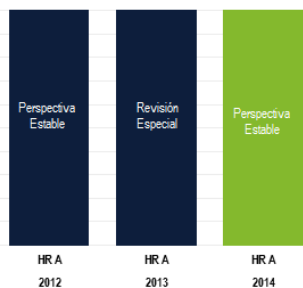 Perspectiva
Estable
Revisión
Especial
Perspectiva
Estable
HR A
HR A
HR A
2012
2013
2014